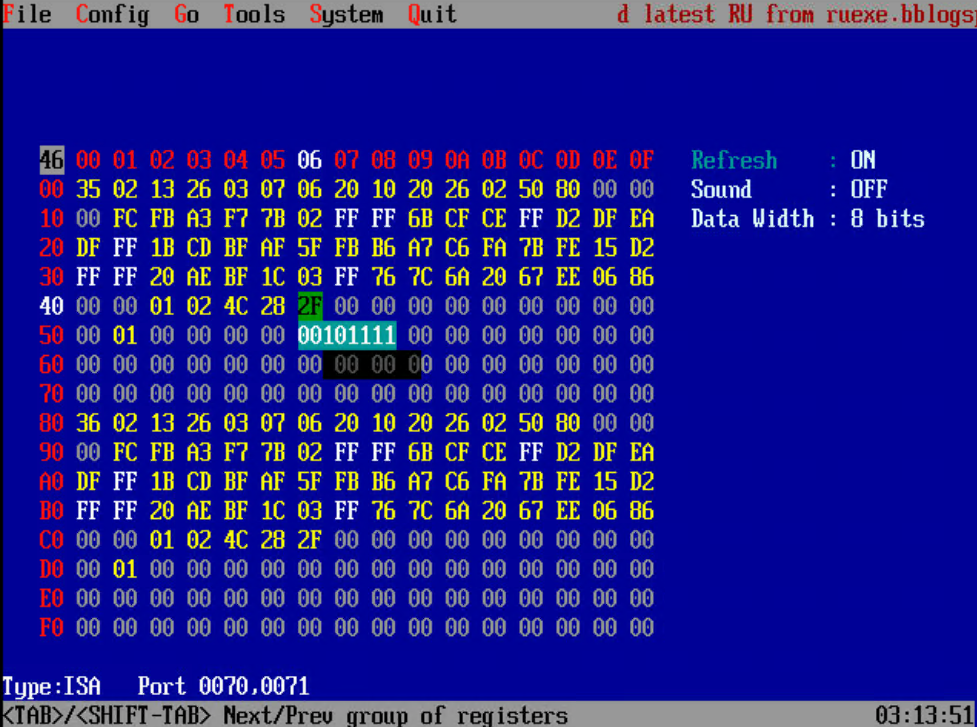 File Config Go Tools System Quit d latest RU from ruexe.bblogsp
46 00 01 02 03 04 05 06 07 08 09 0A 0B 0C 0D 0E 0F Refresh : ON
00 35 02 13 26 03 07 06 20 10 20 26 02 50 80 00 00 Sound : OFF
10 00 FC FB A3 F7 7B 02 FF FF 6B CF CE FF D2 DF EA Data Width : 8 bits
20 DF FF 1B CD BF AF 5F FB B6 A7 C6 FA 7B FE 15 D2
30 FF FF 20 AE BF 1C 03 FF 76 7C 6A 20 67 EE 06 86
40 00 00 01 02 4C 28 2F 00 00 00 00 00 00 00 00 00
50 00 01 00 00 00 00 00101111 00 00 00 00 00 00 00
60 00 00 00 00 00 00 00 00 00 00 00 00 00 00 00 00
70 00 00 00 00 00 00 00 00 00 00 00 00 00 00 00 00
80 36 02 13 26 03 07 06 20 10 20 26 02 50 80 00 00
90 00 FC FB A3 F7 7B 02 FF FF 6B CF CE FF D2 DF EA
A0 DF FF 1B CD BF AF 5F FB B6 A7 C6 FA 7B FE 15 D2
B0 FF FF 20 AE BF 1C 03 FF 76 7C 6A 20 67 EE 06 86
C0 00 00 01 02 4C 28 2F 00 00 00 00 00 00 00 00 00
D0 00 01 00 00 00 00 00 00 00 00 00 00 00 00 00 00
E0 00 00 00 00 00 00 00 00 00 00 00 00 00 00 00 00
F0 00 00 00 00 00 00 00 00 00 00 00 00 00 00 00 00
Type:ISA Port 0070,0071
<TAB>/<SHIFT-TAB> Next/Prev group of registers 03:13:51